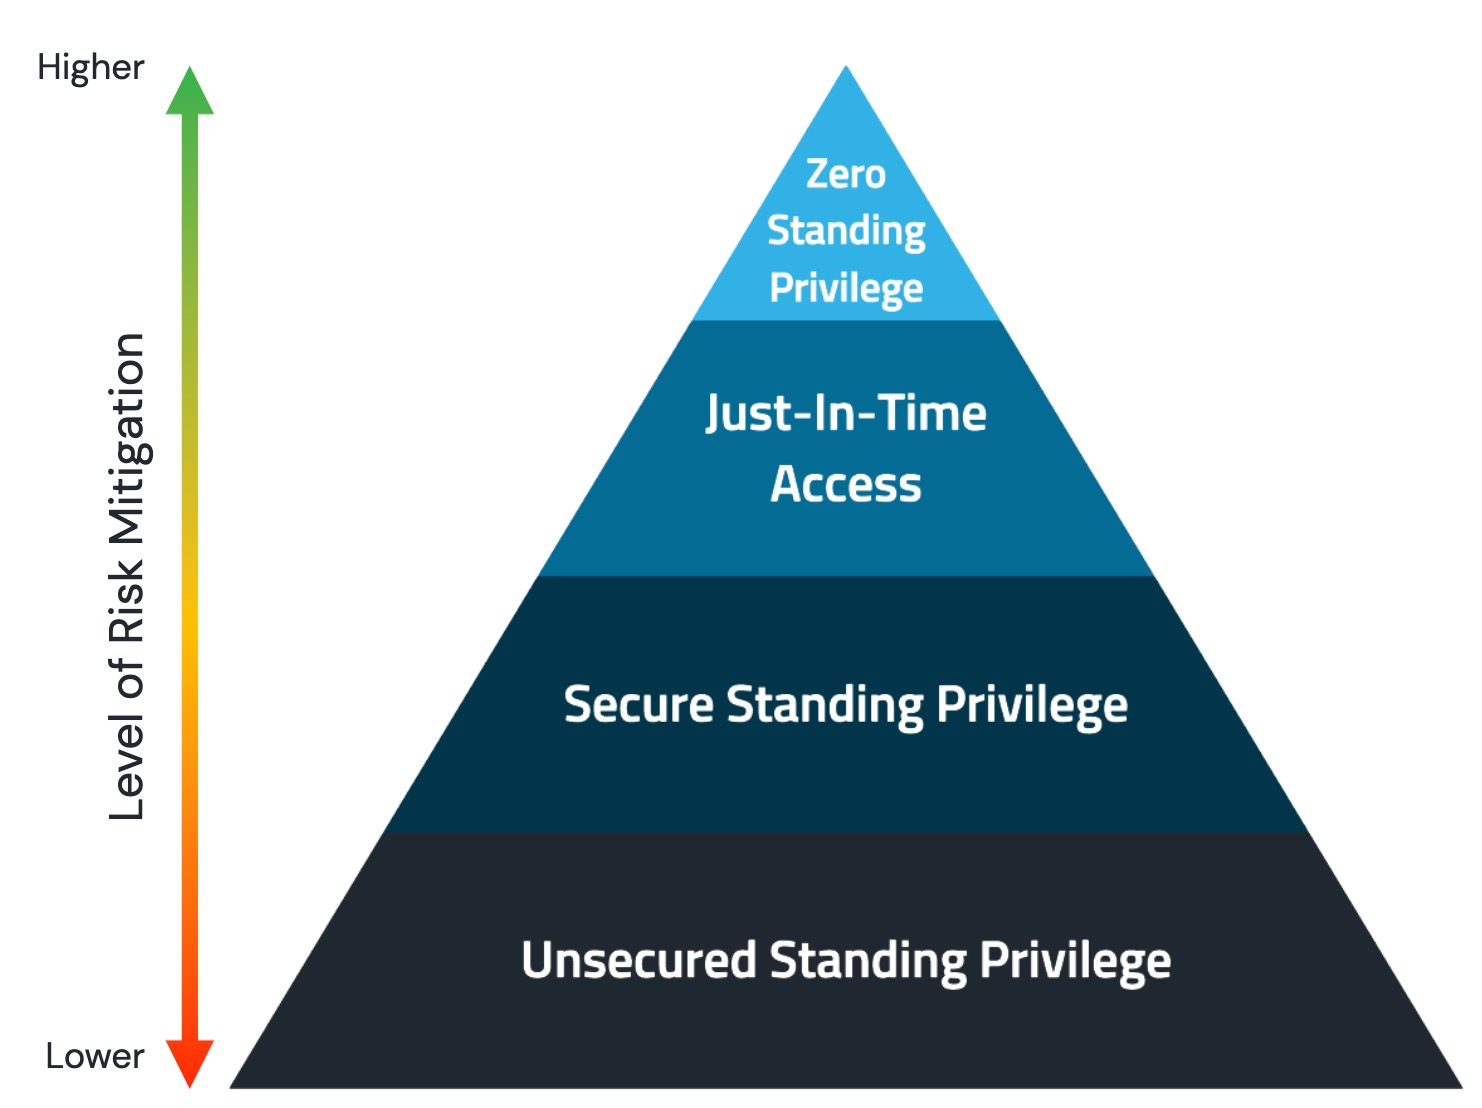 Higher
Level of Risk Mitigation
Lower
Zero
Standing
Privilege
Just-In-Time
Access
Secure Standing Privilege
Unsecured Standing Privilege